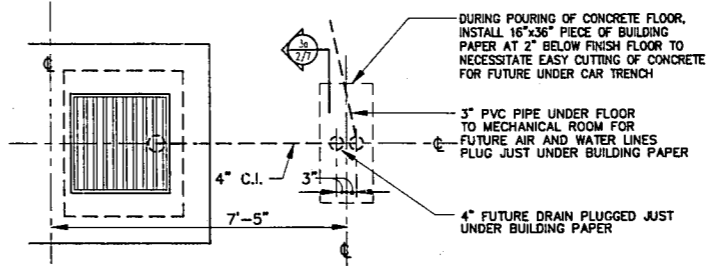 DURING POURING OF CONCRETE FLOOR,
INSTALL 16"x36" PIECE OF BUILDING
PAPER AT 2" BELOW FINISH FLOOR TO
NECESSITATE EASY CUTTING OF CONCRETE
FOR FUTURE UNDER CAR TRENCH
3a
2/7
3" PVC PIPE UNDER FLOOR
TO MECHANICAL ROOM FOR
FUTURE AIR AND WATER LINES
PLUG JUST UNDER BUILDING PAPER
4" C.I.
3"
7'-5"
4" FUTURE DRAIN PLUGGED JUST
UNDER BUILDING PAPER